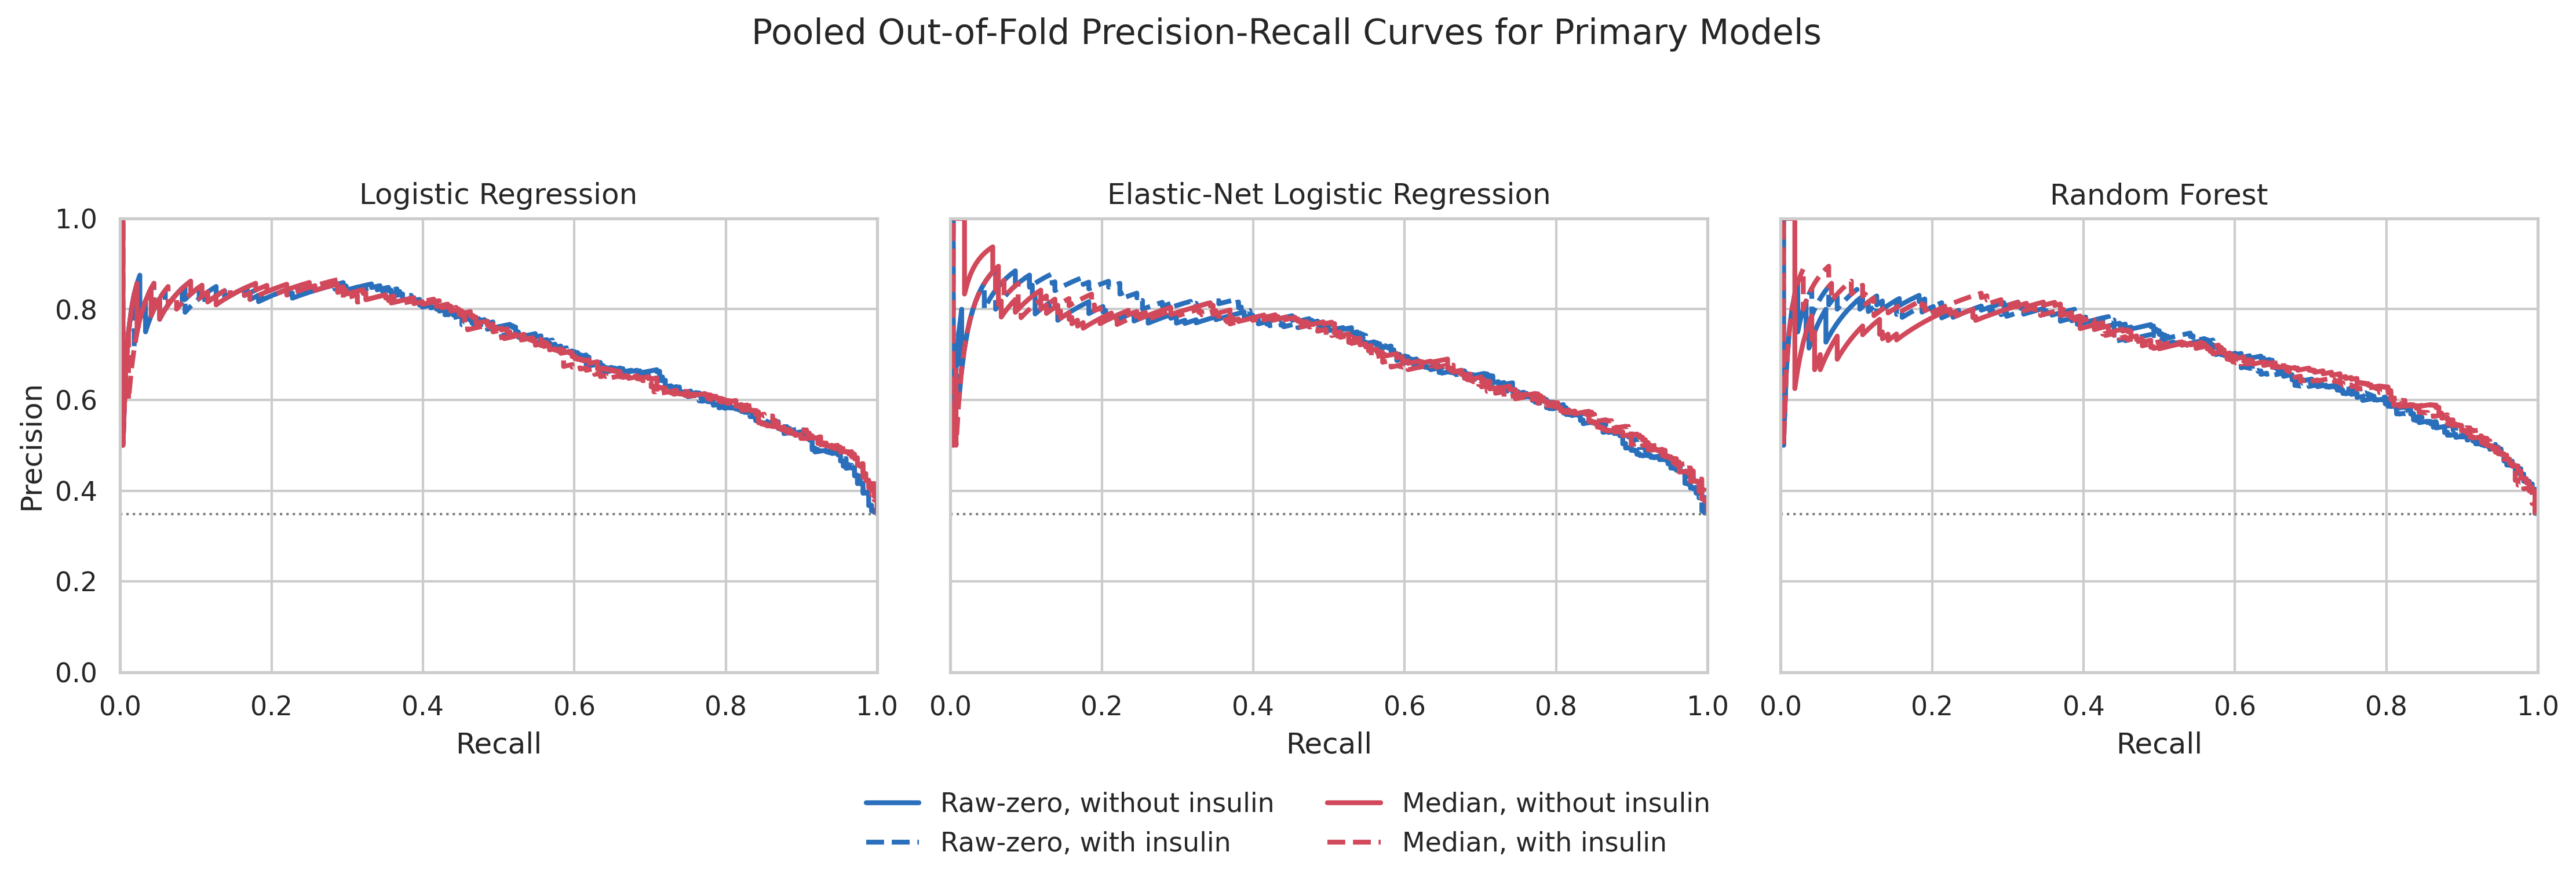 Pooled Out-of-Fold Precision-Recall Curves for Primary Models
Logistic Regression
Elastic-Net Logistic Regression
Random Forest
Precision
1.0
0.8
0.6
0.4
0.2
0.0
0.0 0.2 0.4 0.6 0.8 1.0
0.0 0.2 0.4 0.6 0.8 1.0
0.0 0.2 0.4 0.6 0.8 1.0
Recall
Recall
Recall
Raw-zero, without insulin
Raw-zero, with insulin
Median, without insulin
Median, with insulin